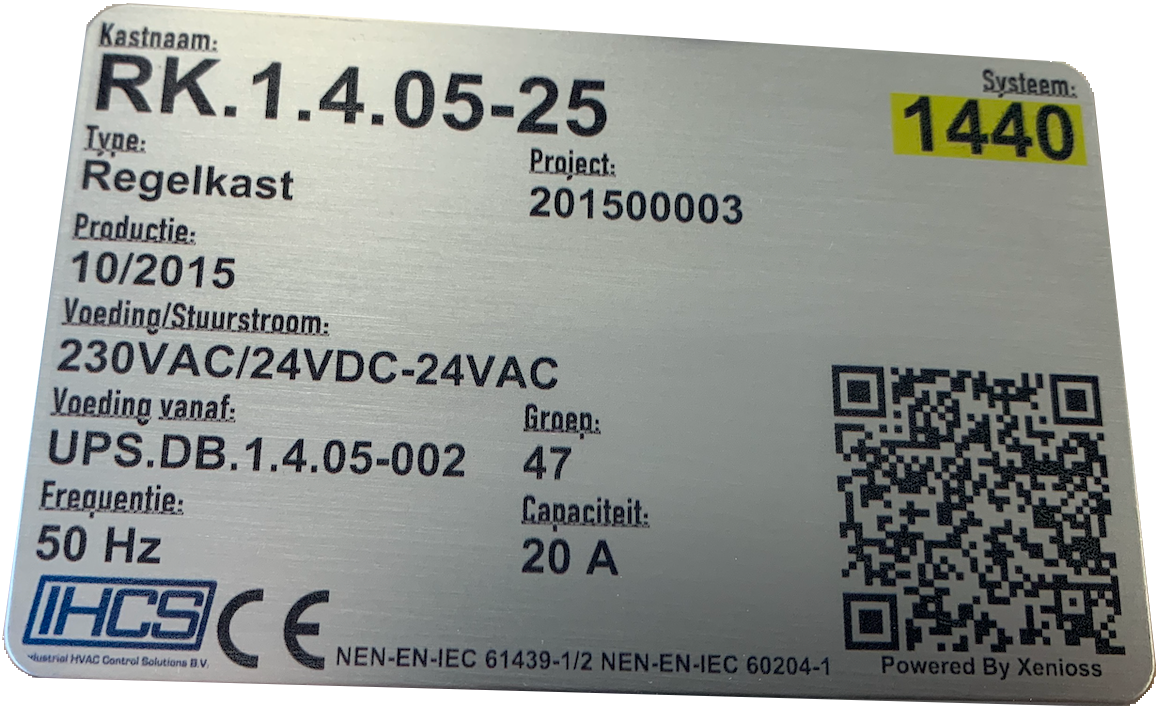 Kastnaam:
RK.1.4.05-25
Systeem:
1440
Type:
Regelkast
Project:
201500003
Productie:
10/2015
Voeding/Stuurstroom:
230VAC/24VDC-24VAC
Voeding vanaf:
UPS.DB.1.4.05-002
Groep:
47
Frequentie:
50 Hz
Capaciteit:
20 A
IHCS
dustrial HVAC Control Solutions B.V.
CE
NEN-EN-IEC 61439-1/2 NEN-EN-IEC 60204-1
Powered By Xenioss